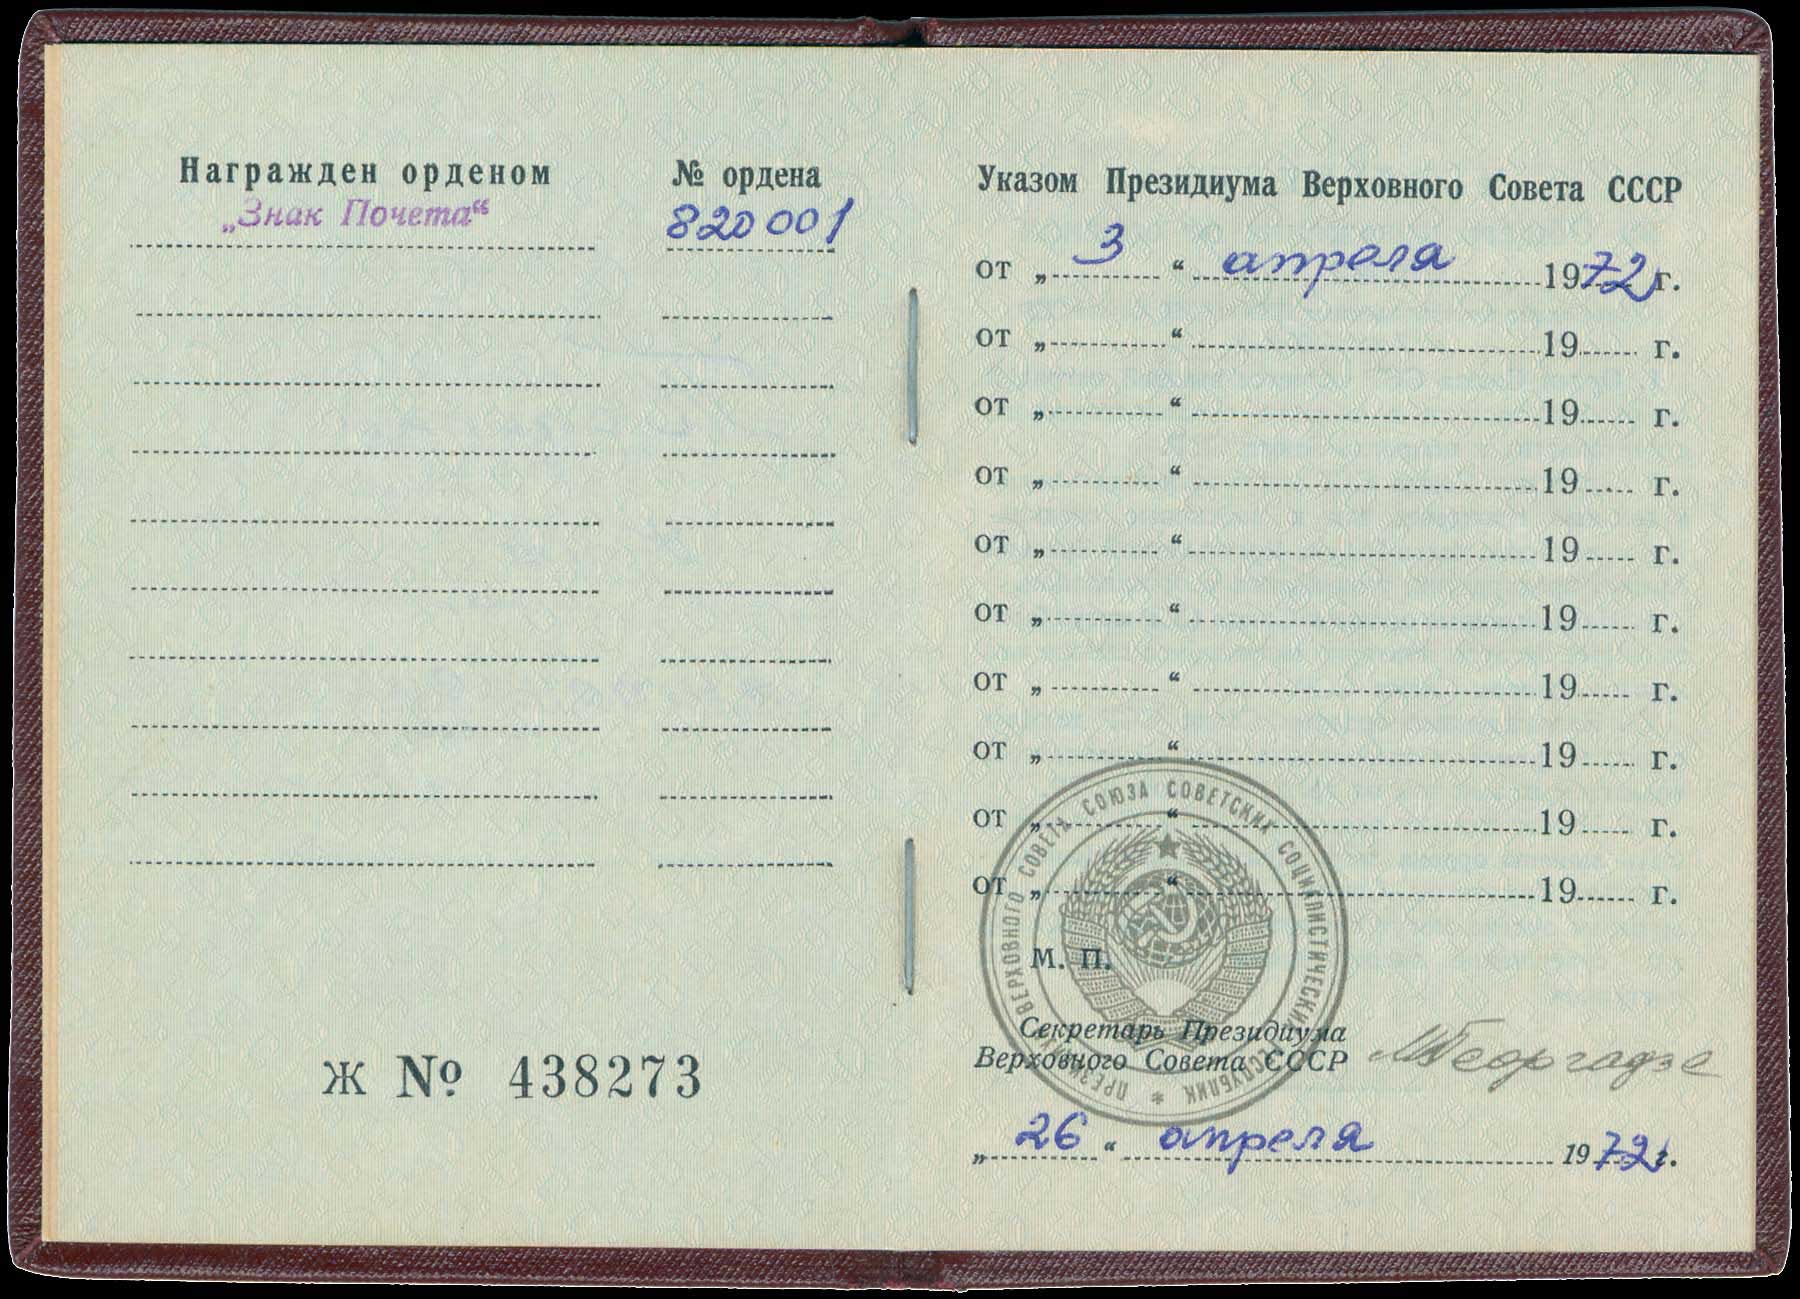 Награжден орденом
№ ордена
„Знак Почета“
820001
Ж № 438273
Указом Президиума Верховного Совета СССР
от „ 3 “ апреля 1972 г.
от „ “ 19 г.
от „ “ 19 г.
от „ “ 19 г.
от „ “ 19 г.
от „ “ 19 г.
от „ “ 19 г.
от „ “ 19 г.
от „ “ 19 г.
от „ “ 19 г.
ПРЕЗИДИУМ ВЕРХОВНОГО СОВЕТА СОЮЗА СОВЕТСКИХ СОЦИАЛИСТИЧЕСКИХ РЕСПУБЛИК *
М. П.
Секретарь Президиума
Верховного Совета СССР
МГеоргадзе
„ 26 “ апреля 1972 г.